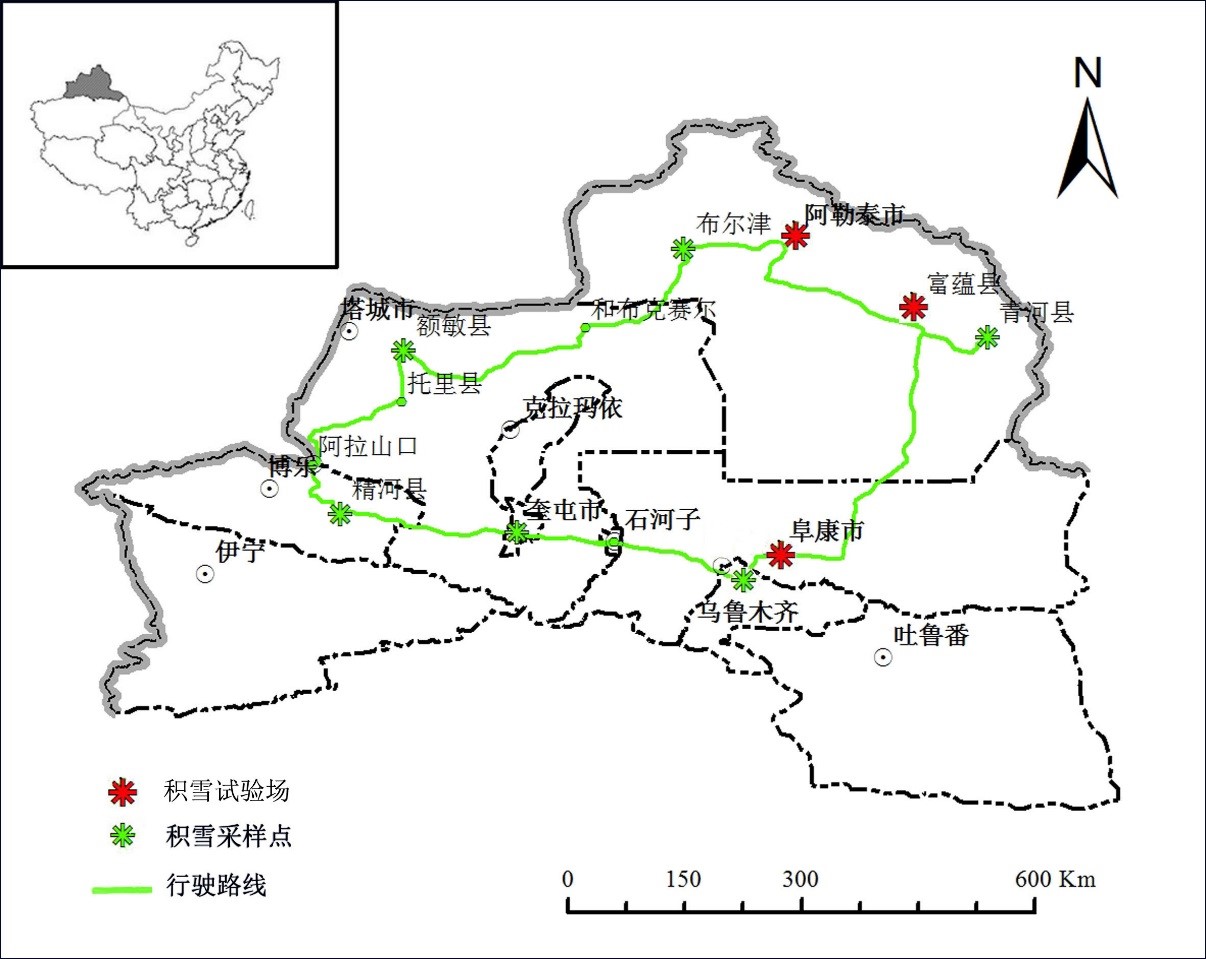 N
阿勒泰市
布尔津
富蕴县
青河县
和布克赛尔
塔城市
额敏县
托里县
克拉玛依
阿拉山口
博乐
精河县
奎屯市
石河子
阜康市
伊宁
乌鲁木齐
吐鲁番
积雪试验场
积雪采样点
行驶路线
0 150 300 600 Km